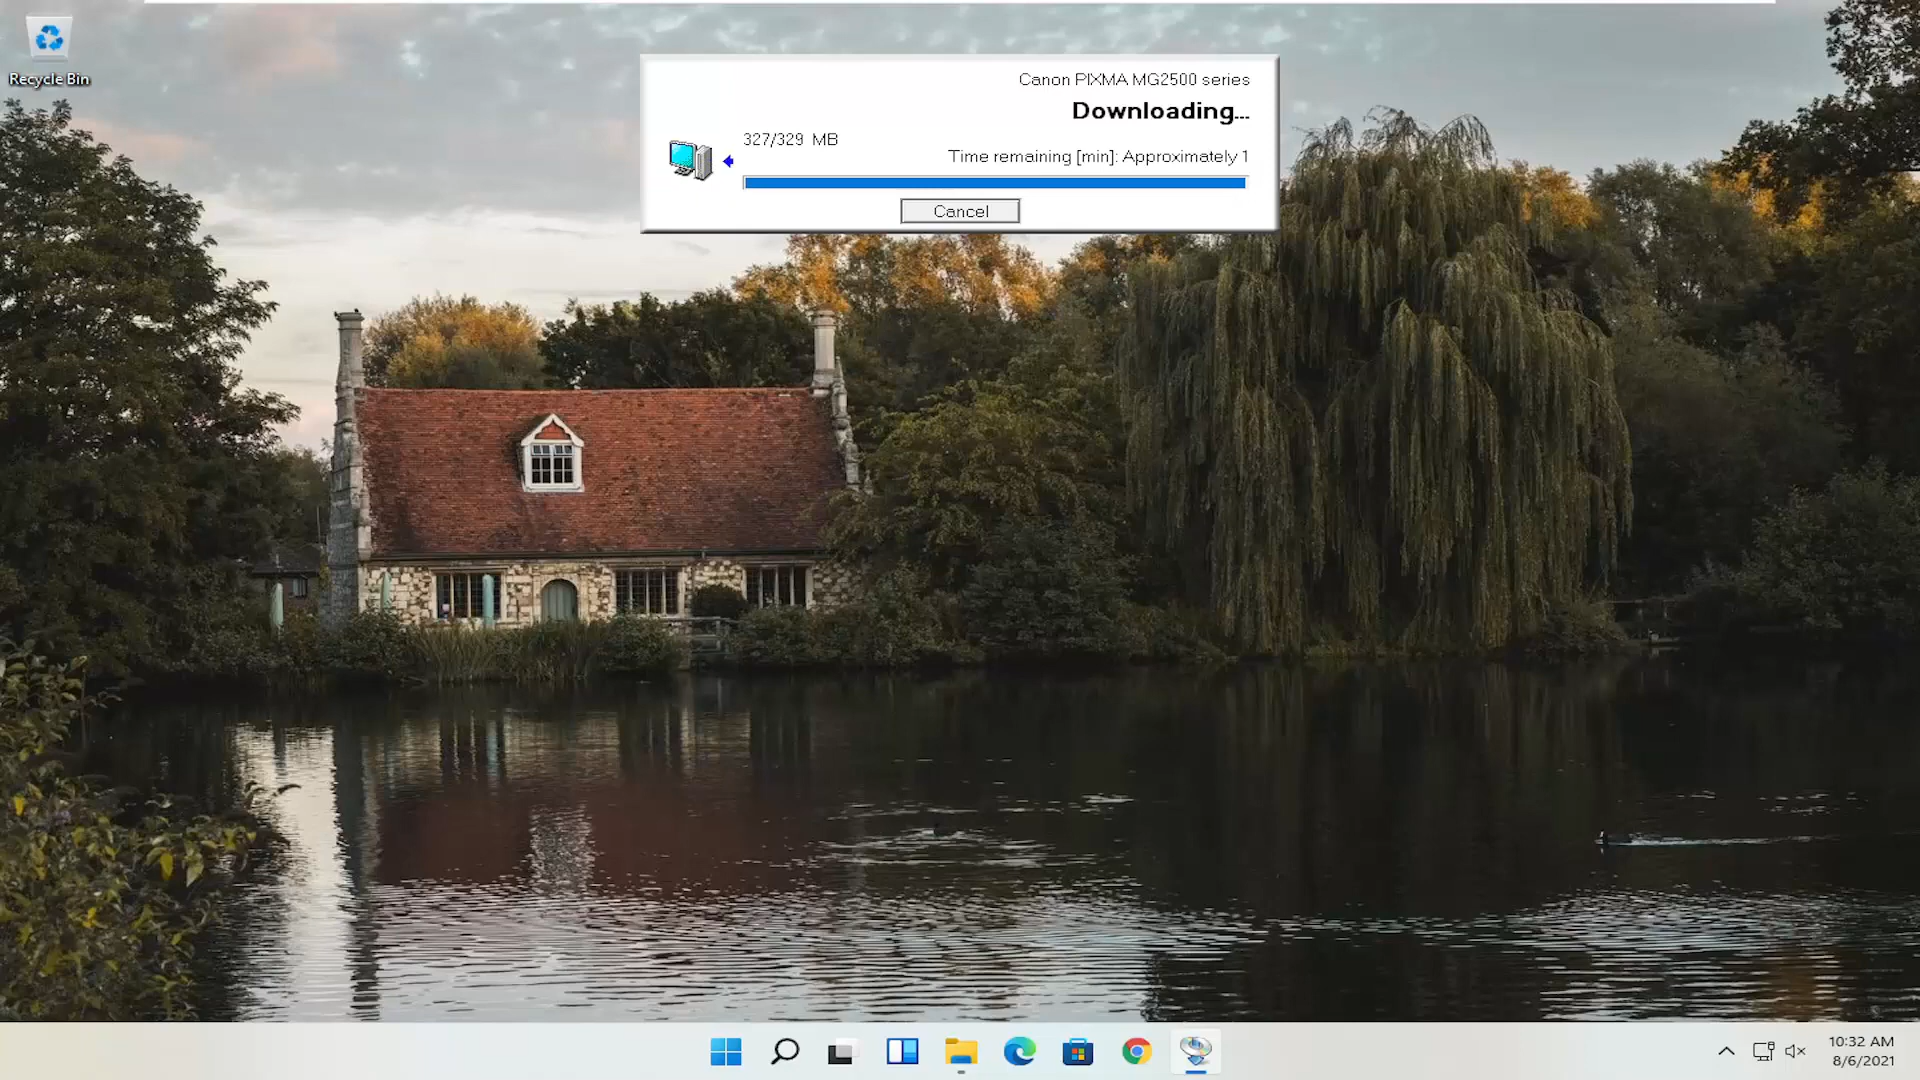 Recycle Bin
Canon PIXMA MG2500 series
Downloading...
327/329 MB
Time remaining [min]: Approximately 1
Cancel
10:32 AM
8/6/2021